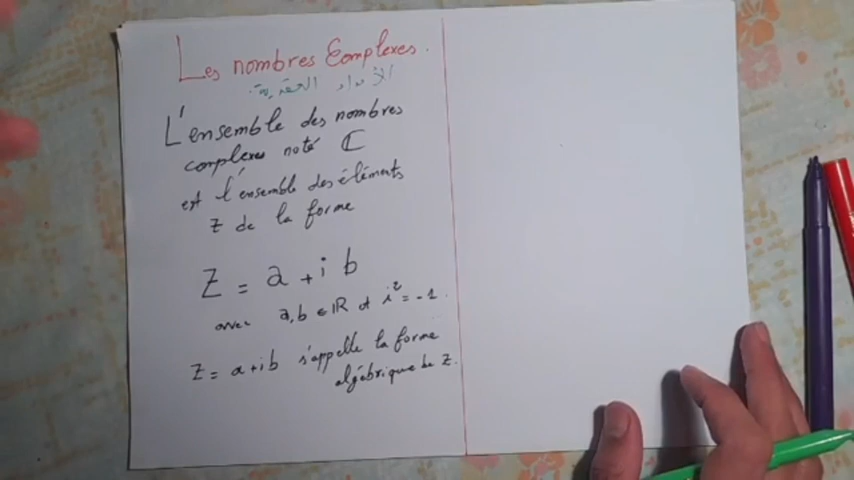 Les nombres Complexes.
الأعداد العقدية.
L'ensemble des nombres
complexes noté ℂ
est l'ensemble des éléments
z de la forme
Z = a + i b
avec a, b ∈ ℝ et i² = -1.
Z = a + ib s'appelle la forme
algébrique de z.